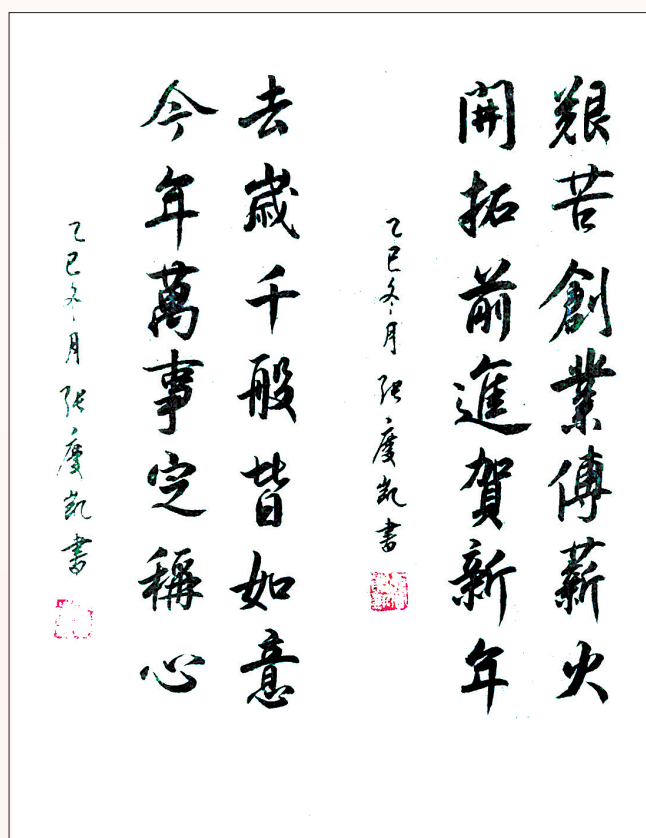 艱苦創業傳薪火
開拓前進賀新年
乙巳冬月 張慶凱書
去歲千般皆如意
今年萬事定稱心
乙巳冬月 張慶凱書